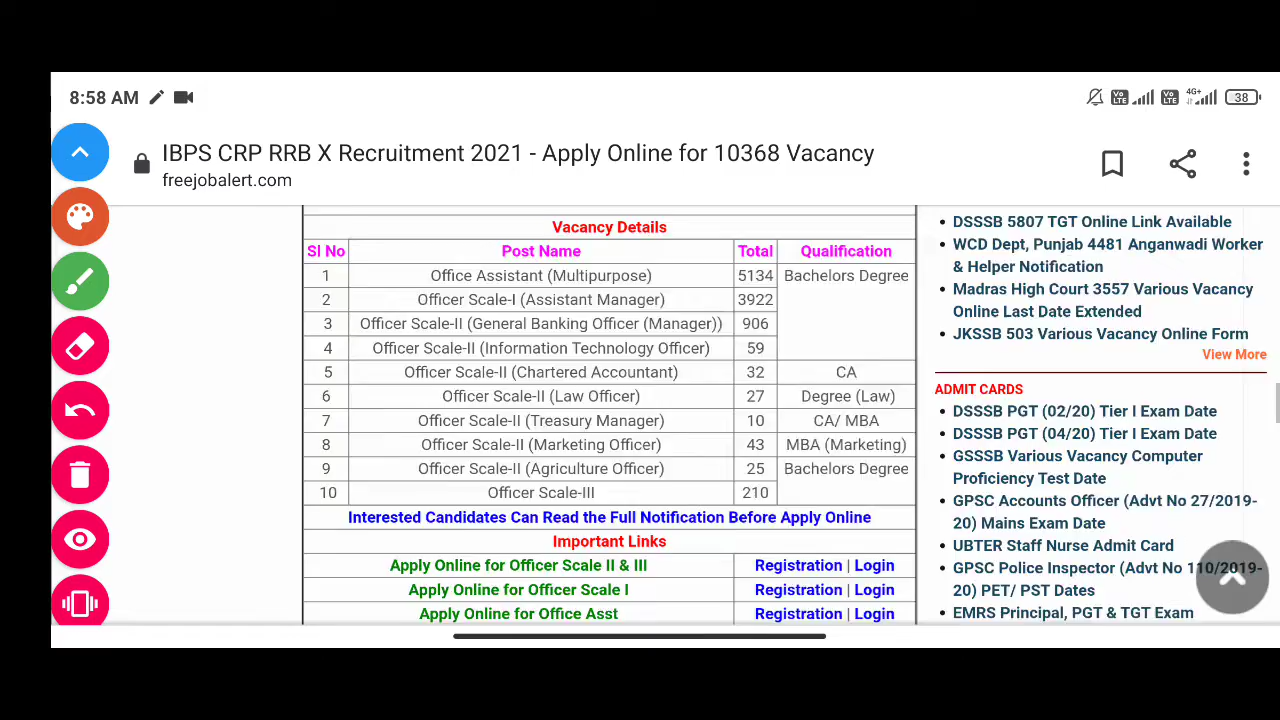 8:58 AM
Vo LTE
Vo LTE
4G+
38
IBPS CRP RRB X Recruitment 2021 - Apply Online for 10368 Vacancy
freejobalert.com
Vacancy Details
Sl No Post Name Total Qualification
1 Office Assistant (Multipurpose) 5134 Bachelors Degree
2 Officer Scale-I (Assistant Manager) 3922
3 Officer Scale-II (General Banking Officer (Manager)) 906
4 Officer Scale-II (Information Technology Officer) 59
5 Officer Scale-II (Chartered Accountant) 32 CA
6 Officer Scale-II (Law Officer) 27 Degree (Law)
7 Officer Scale-II (Treasury Manager) 10 CA/ MBA
8 Officer Scale-II (Marketing Officer) 43 MBA (Marketing)
9 Officer Scale-II (Agriculture Officer) 25 Bachelors Degree
10 Officer Scale-III 210
Interested Candidates Can Read the Full Notification Before Apply Online
Important Links
Apply Online for Officer Scale II & III Registration | Login
Apply Online for Officer Scale I Registration | Login
Apply Online for Office Asst Registration | Login
• DSSSB 5807 TGT Online Link Available
• WCD Dept, Punjab 4481 Anganwadi Worker
& Helper Notification
• Madras High Court 3557 Various Vacancy
Online Last Date Extended
• JKSSB 503 Various Vacancy Online Form
View More
ADMIT CARDS
• DSSSB PGT (02/20) Tier I Exam Date
• DSSSB PGT (04/20) Tier I Exam Date
• GSSSB Various Vacancy Computer
Proficiency Test Date
• GPSC Accounts Officer (Advt No 27/2019-
20) Mains Exam Date
• UBTER Staff Nurse Admit Card
• GPSC Police Inspector (Advt No 110/2019-
20) PET/ PST Dates
• EMRS Principal, PGT & TGT Exam